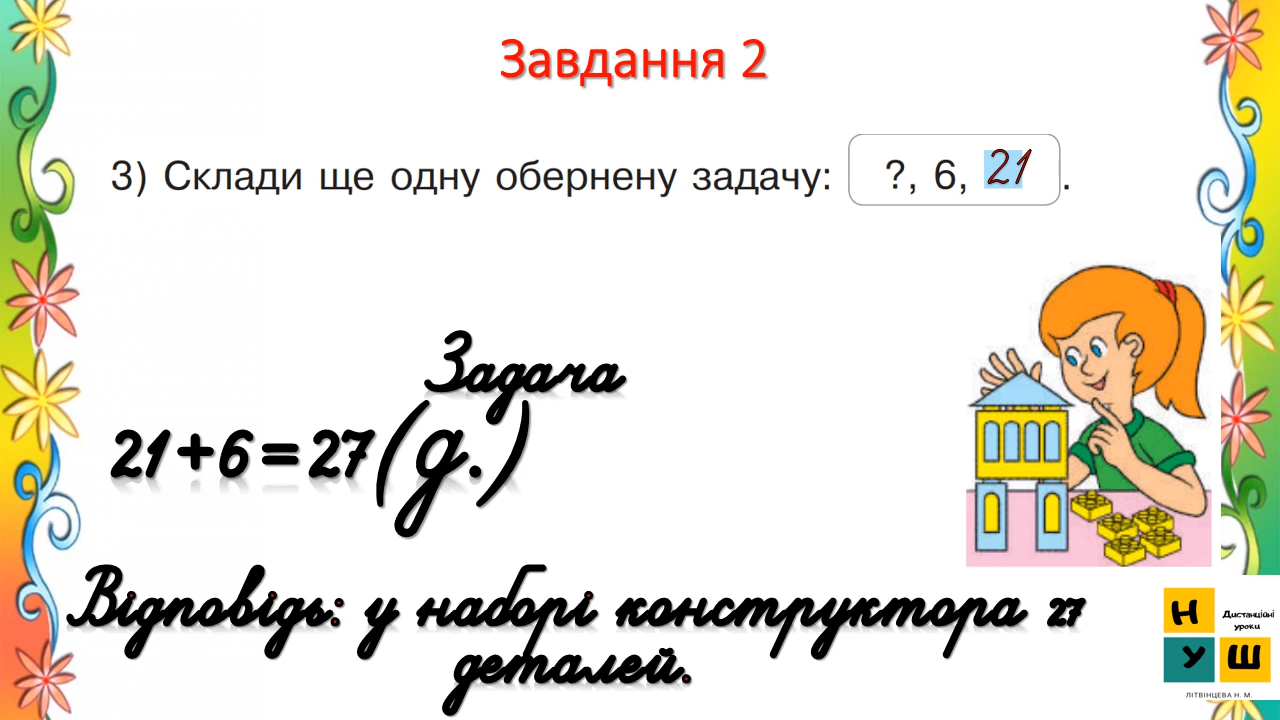 Завдання 2
3) Склади ще одну обернену задачу: ?, 6, 21.
Задача
21+6=27(д.)
Відповідь: у наборі конструктора 27
деталей.
Н
Дистанційні
уроки
У Ш
ЛІТВІНЦЕВА Н. М.